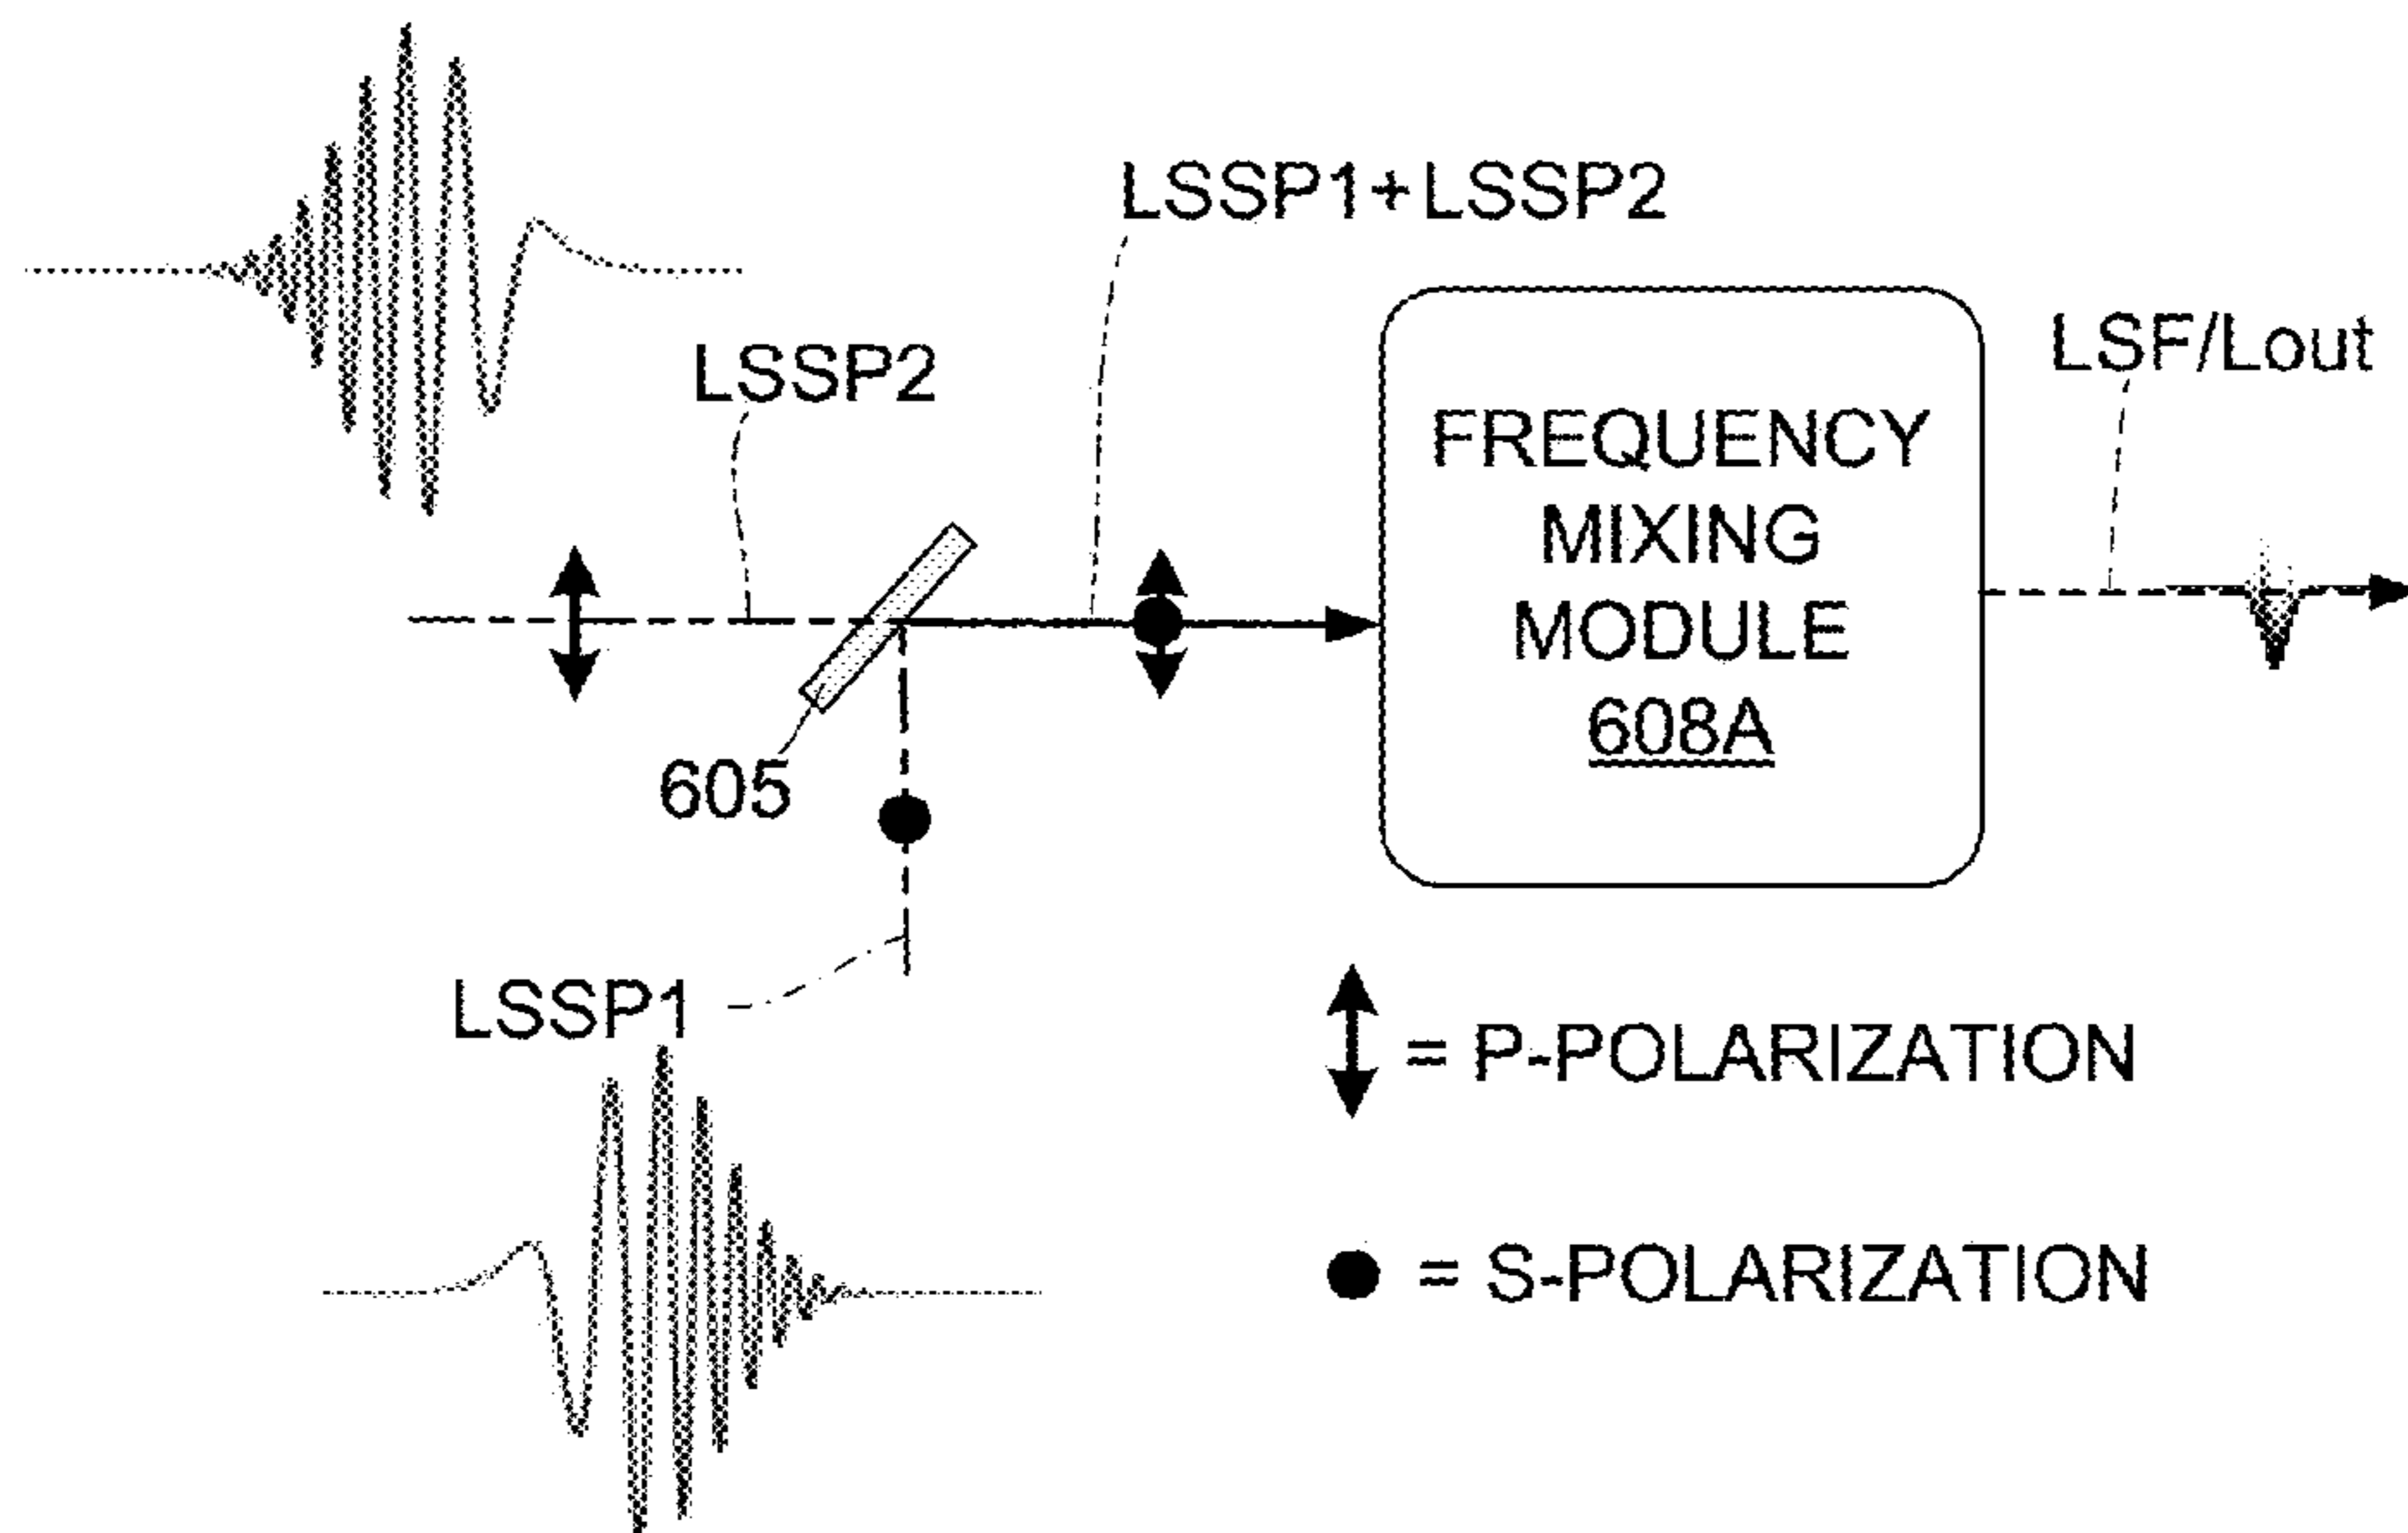 LSSP1+LSSP2
LSF/Lout
LSSP2
FREQUENCY
MIXING
MODULE
608A
605
LSSP1
= P-POLARIZATION
= S-POLARIZATION